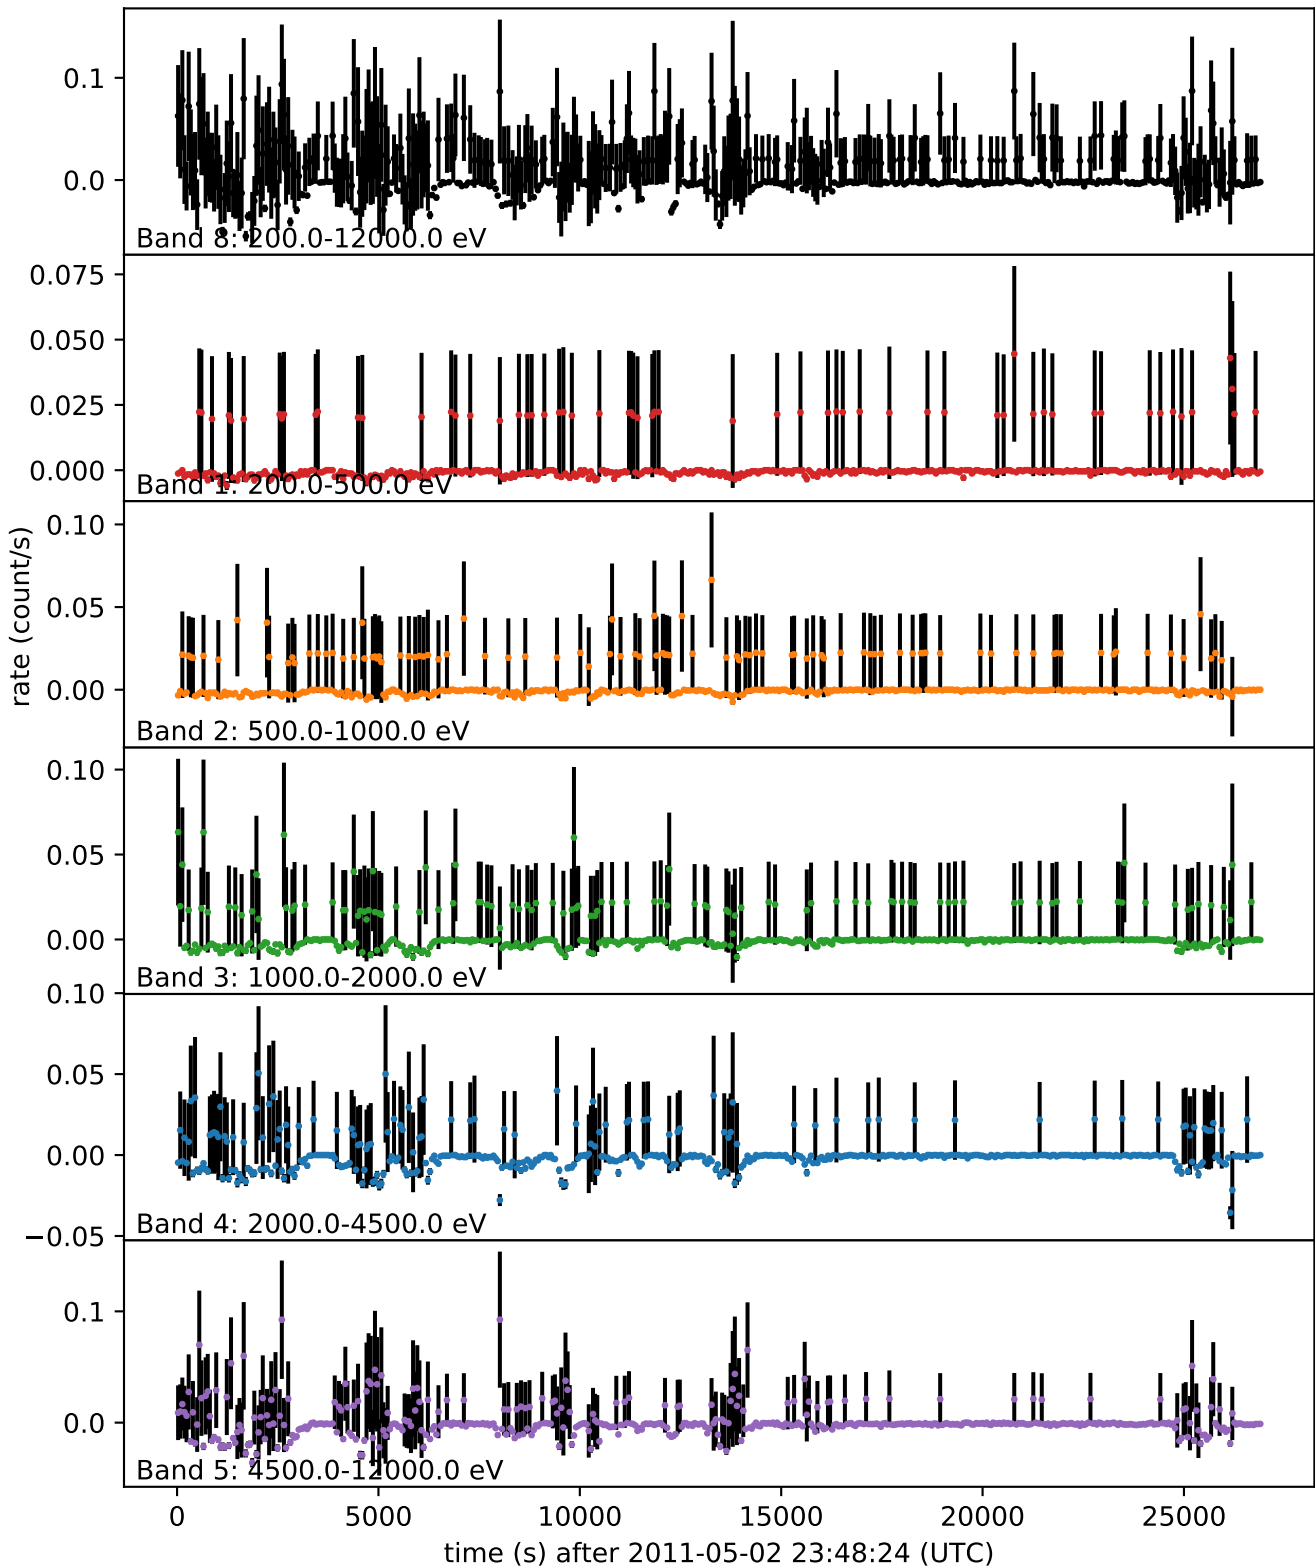 0.1
0.0
Band 8: 200.0-12000.0 eV
0.075
0.050
0.025
0.000
Band 1: 200.0-500.0 eV
0.10
0.05
0.00
Band 2: 500.0-1000.0 eV
rate (count/s)
0.10
0.05
0.00
Band 3: 1000.0-2000.0 eV
0.10
0.05
0.00
−0.05
Band 4: 2000.0-4500.0 eV
0.1
0.0
Band 5: 4500.0-12000.0 eV
0 5000 10000 15000 20000 25000
time (s) after 2011-05-02 23:48:24 (UTC)